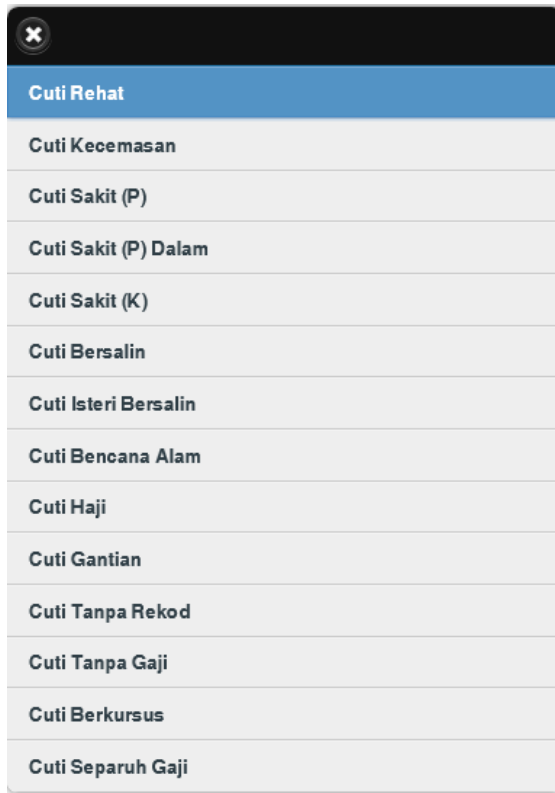 Cuti Rehat
Cuti Kecemasan
Cuti Sakit (P)
Cuti Sakit (P) Dalam
Cuti Sakit (K)
Cuti Bersalin
Cuti Isteri Bersalin
Cuti Bencana Alam
Cuti Haji
Cuti Gantian
Cuti Tanpa Rekod
Cuti Tanpa Gaji
Cuti Berkursus
Cuti Separuh Gaji